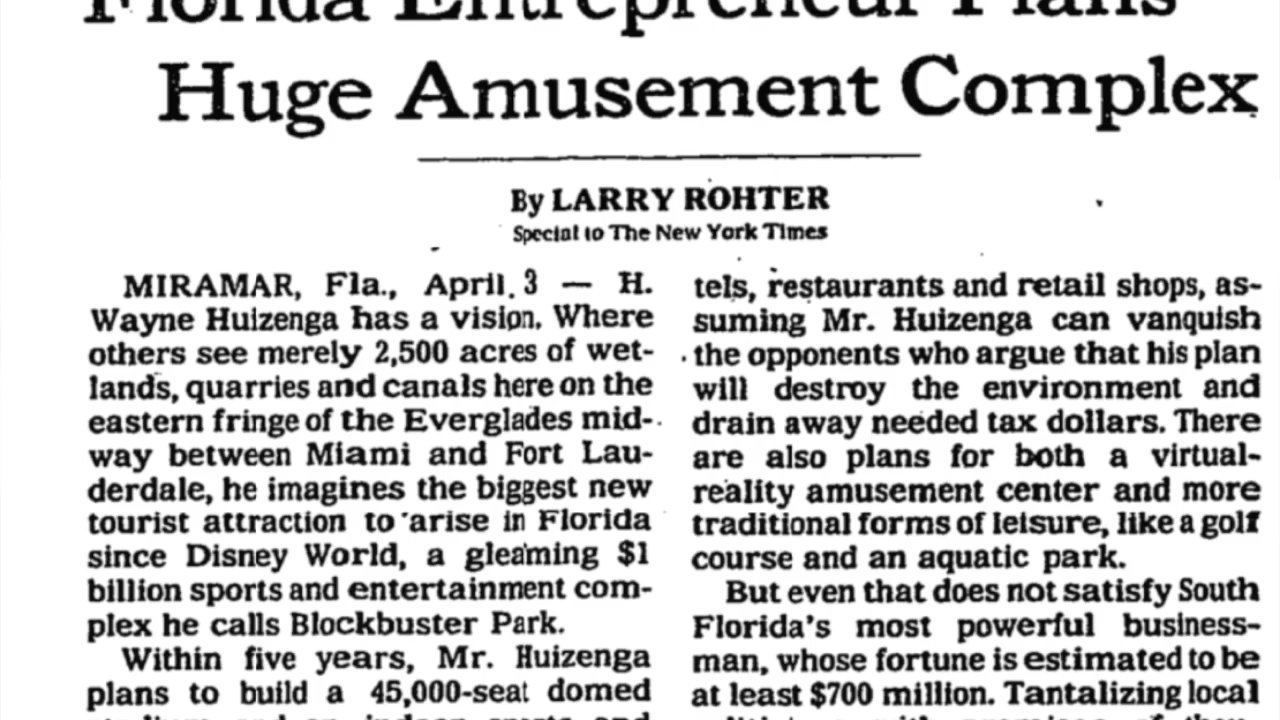 Florida Entrepreneur Plans
Huge Amusement Complex
By LARRY ROHTER
Special to The New York Times
MIRAMAR, Fla., April 3 — H.
Wayne Huizenga has a vision. Where
others see merely 2,500 acres of wet-
lands, quarries and canals here on the
eastern fringe of the Everglades mid-
way between Miami and Fort Lau-
derdale, he imagines the biggest new
tourist attraction to arise in Florida
since Disney World, a gleaming $1
billion sports and entertainment com-
plex he calls Blockbuster Park.
Within five years, Mr. Huizenga
plans to build a 45,000-seat domed
tels, restaurants and retail shops, as-
suming Mr. Huizenga can vanquish
the opponents who argue that his plan
will destroy the environment and
drain away needed tax dollars. There
are also plans for both a virtual-
reality amusement center and more
traditional forms of leisure, like a golf
course and an aquatic park.
But even that does not satisfy South
Florida's most powerful business-
man, whose fortune is estimated to be
at least $700 million. Tantalizing local